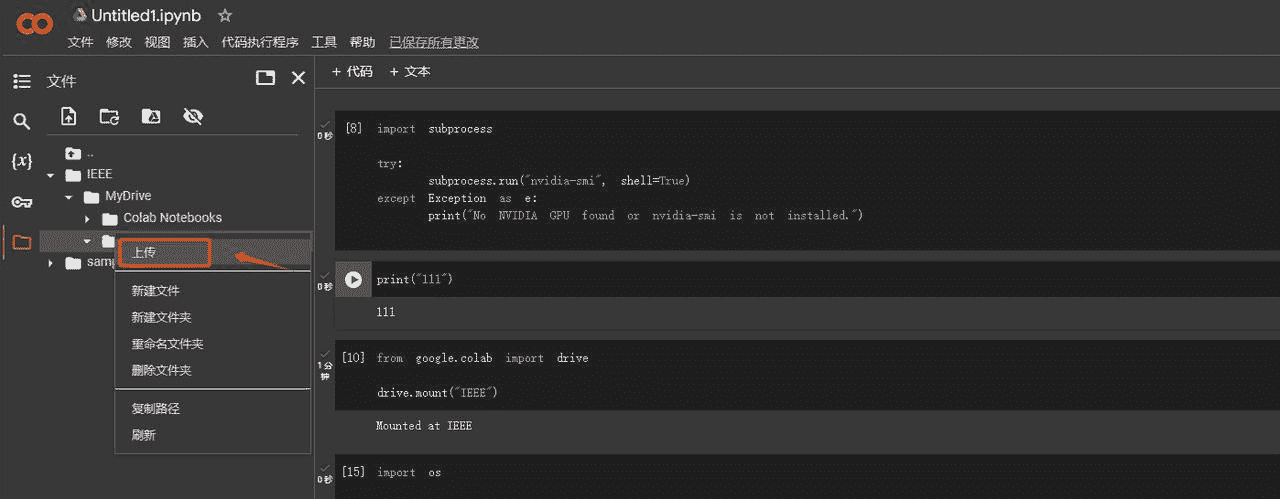 Untitled1.ipynb
文件 修改 视图 插入 代码执行程序 工具 帮助 已保存所有更改
文件
..
IEEE
MyDrive
Colab Notebooks
上传
新建文件
新建文件夹
重命名文件夹
删除文件夹
复制路径
刷新
+ 代码 + 文本
0秒
[8] import subprocess
try:
subprocess.run("nvidia-smi", shell=True)
except Exception as e:
print("No NVIDIA GPU found or nvidia-smi is not installed.")
0秒
print("111")
111
1分钟
[10] from google.colab import drive
drive.mount("IEEE")
Mounted at IEEE
0秒
[15] import os